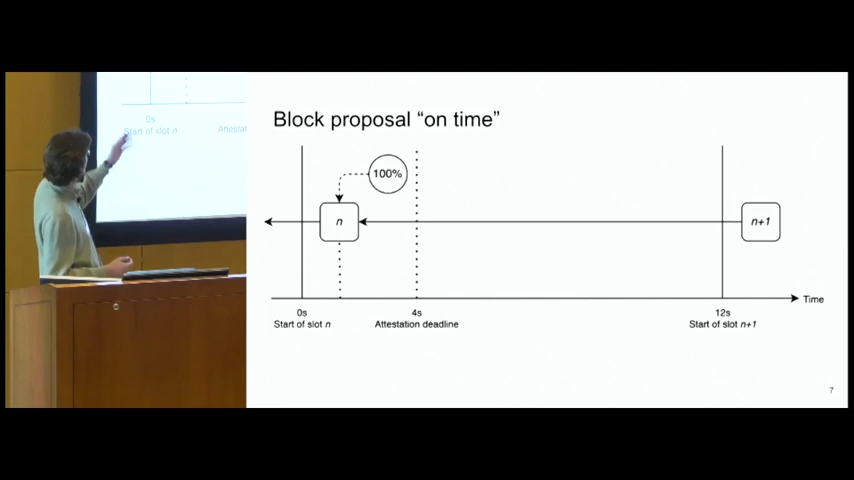 0s
Start of slot n
Attestat
Block proposal “on time”
100%
n
n+1
Time
0s
4s
12s
Start of slot n
Attestation deadline
Start of slot n+1
7